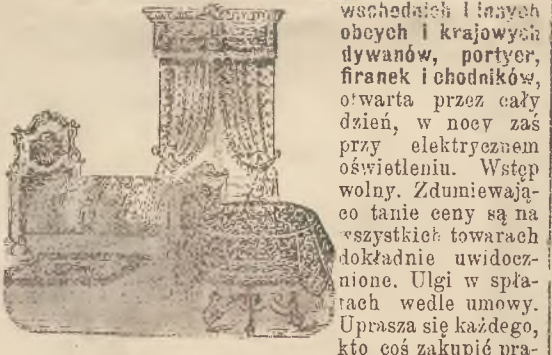 wschodnich i innych
obcych i krajowych
dywanów, portyer,
firanek i chodników,
otwarta przez cały
dzień, w nocy zaś
przy elektrycznem
oświetleniu. Wstęp
wolny. Zdumiewają-
co tanie ceny są na
wszystkich towarach
dokładnie uwidocz-
nione. Ulgi w spła-
tach wedle umowy.
Uprasza się każdego,
kto coś zakupić pra-